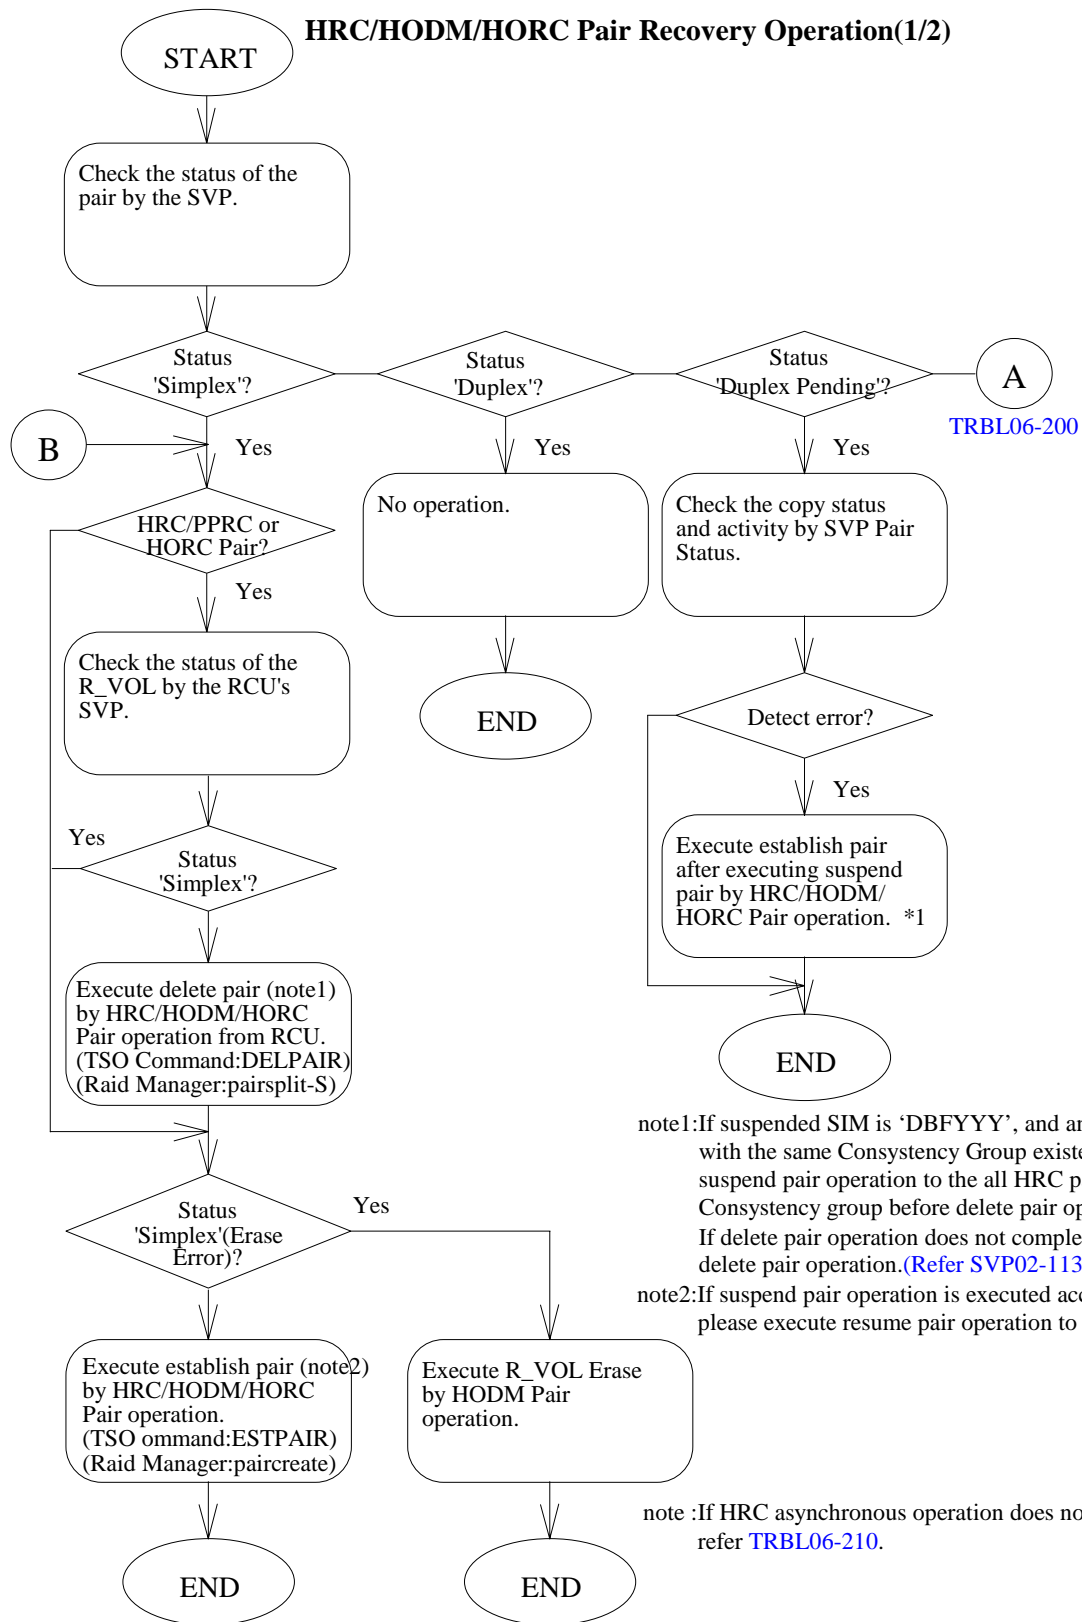 HRC/HODM/HORC Pair Recovery Operation(1/2)
START
Check the status of the
pair by the SVP.
Status
'Simplex'?
Status
'Duplex'?
Status
'Duplex Pending'?
A
TRBL06-200
B
Yes
Yes
Yes
HRC/PPRC or
HORC Pair?
No operation.
Check the copy status
and activity by SVP Pair
Status.
Yes
Check the status of the
R_VOL by the RCU's
SVP.
END
Detect error?
Yes
Yes
Status
'Simplex'?
Execute establish pair
after executing suspend
pair by HRC/HODM/
HORC Pair operation. *1
Execute delete pair (note1)
by HRC/HODM/HORC
Pair operation from RCU.
(TSO Command:DELPAIR)
(Raid Manager:pairsplit-S)
END
note1:If suspended SIM is ‘DBFYYY’, and
with the same Consystency Group
suspend pair operation to the all HRC
Consystency group before delete pair
If delete pair operation does not
delete pair operation.(Refer SVP02-113
note2:If suspend pair operation is executed
please execute resume pair operation to
Status
'Simplex'(Erase
Error)?
Yes
Execute establish pair (note2)
by HRC/HODM/HORC
Pair operation.
(TSO ommand:ESTPAIR)
(Raid Manager:paircreate)
Execute R_VOL Erase
by HODM Pair
operation.
note :If HRC asynchronous operation does
refer TRBL06-210.
END
END